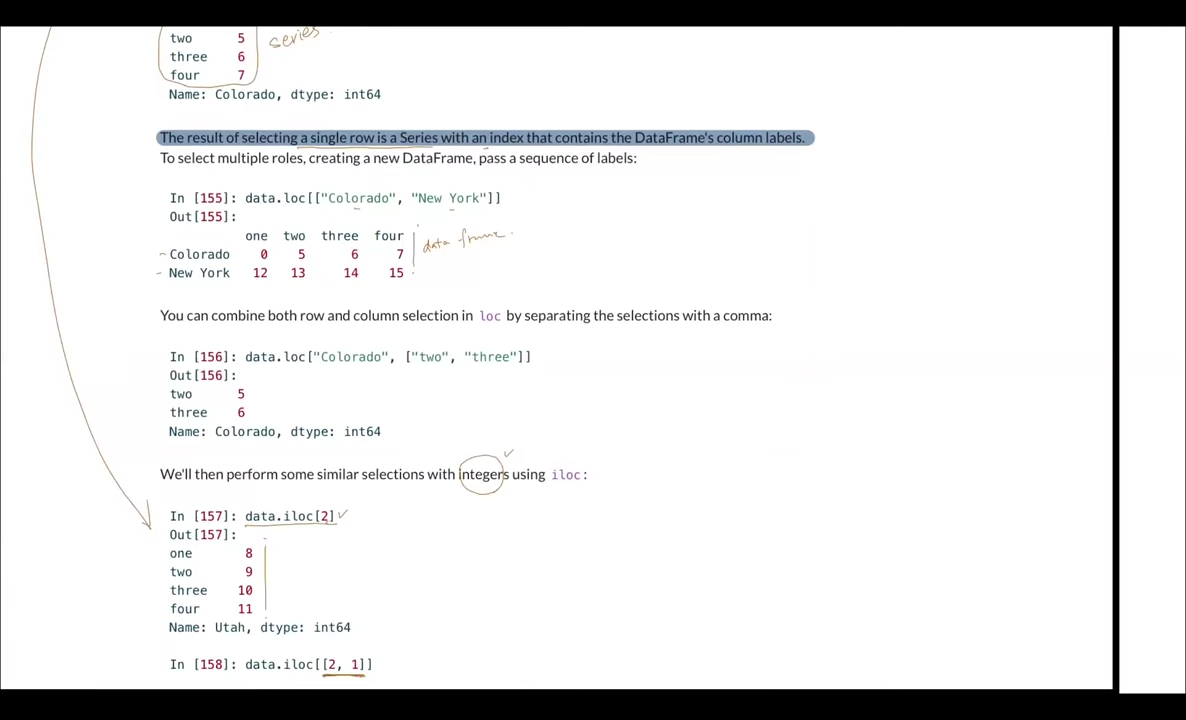 two 5 series
three 6
four 7
Name: Colorado, dtype: int64
The result of selecting a single row is a Series with an index that contains the DataFrame's column labels.
To select multiple roles, creating a new DataFrame, pass a sequence of labels:
In [155]: data.loc[["Colorado", "New York"]]
Out[155]:
one two three four
Colorado 0 5 6 7 data frame.
New York 12 13 14 15
You can combine both row and column selection in loc by separating the selections with a comma:
In [156]: data.loc["Colorado", ["two", "three"]]
Out[156]:
two 5
three 6
Name: Colorado, dtype: int64
We'll then perform some similar selections with integers using iloc:
In [157]: data.iloc[2]
Out[157]:
one 8
two 9
three 10
four 11
Name: Utah, dtype: int64
In [158]: data.iloc[[2, 1]]